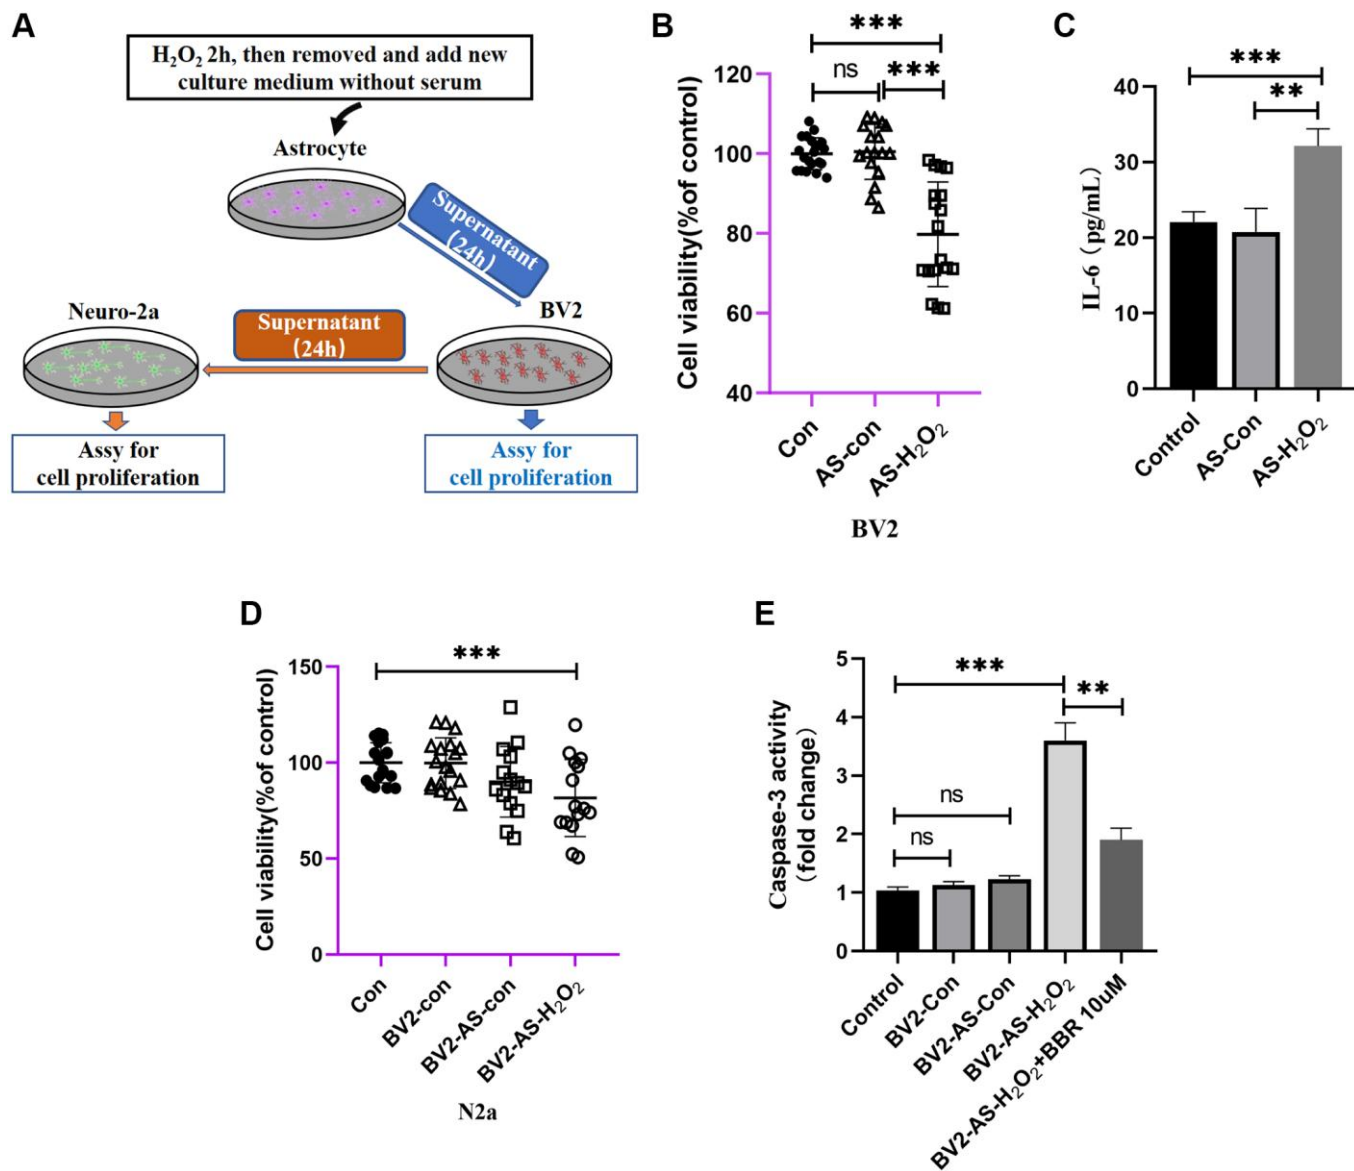 A
H₂O₂ 2h, then removed and add new
culture medium without serum
Astrocyte
Supernatant
(24h)
Neuro-2a
Supernatant
(24h)
BV2
Assy for
cell proliferation
Assy for
cell proliferation
B
***
ns
***
Cell viability(%of control)
120
100
80
60
40
Con
AS-con
AS-H₂O₂
BV2
C
***
**
IL-6 (pg/mL)
40
30
20
10
0
Control
AS-Con
AS-H₂O₂
D
***
Cell viability(%of control)
150
100
50
0
Con
BV2-con
BV2-AS-con
BV2-AS-H₂O₂
N2a
E
***
**
ns
ns
Caspase-3 activity
(fold change)
5
4
3
2
1
0
Control
BV2-Con
BV2-AS-Con
BV2-AS-H₂O₂
BV2-AS-H₂O₂+BBR 10uM